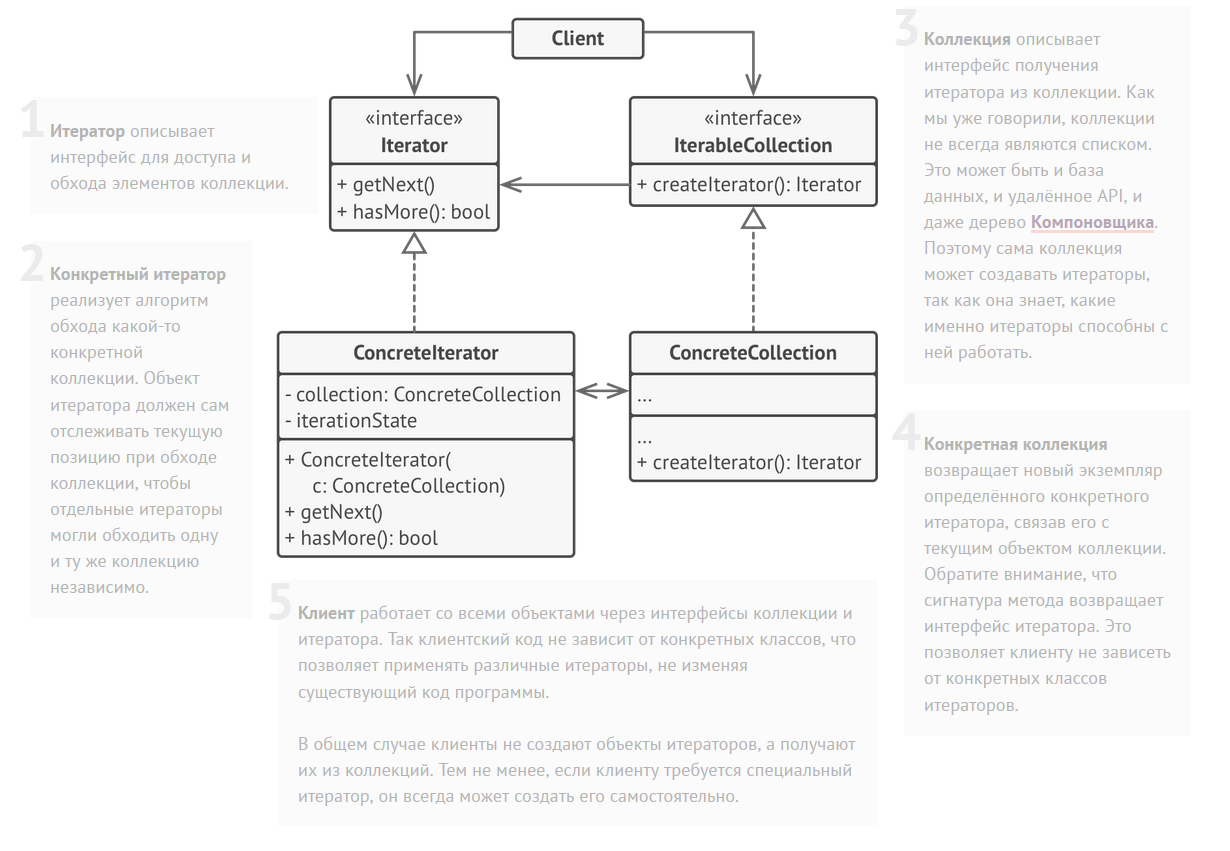 Client
«interface»
Iterator
+ getNext()
+ hasMore(): bool
«interface»
IterableCollection
+ createIterator(): Iterator
ConcreteIterator
- collection: ConcreteCollection
- iterationState
+ ConcreteIterator(
c: ConcreteCollection)
+ getNext()
+ hasMore(): bool
ConcreteCollection
...
...
+ createIterator(): Iterator
1
Итератор описывает
интерфейс для доступа и
обхода элементов коллекции.
2
Конкретный итератор
реализует алгоритм
обхода какой-то
конкретной
коллекции. Объект
итератора должен сам
отслеживать текущую
позицию при обходе
коллекции, чтобы
отдельные итераторы
могли обходить одну
и ту же коллекцию
независимо.
3
Коллекция описывает
интерфейс получения
итератора из коллекции. Как
мы уже говорили, коллекции
не всегда являются списком.
Это может быть и база
данных, и удалённое API, и
даже дерево Компоновщика.
Поэтому сама коллекция
может создавать итераторы,
так как она знает, какие
именно итераторы способны с
ней работать.
4
Конкретная коллекция
возвращает новый экземпляр
определённого конкретного
итератора, связав его с
текущим объектом коллекции.
Обратите внимание, что
сигнатура метода возвращает
интерфейс итератора. Это
позволяет клиенту не зависеть
от конкретных классов
итераторов.
5
Клиент работает со всеми объектами через интерфейсы коллекции и
итератора. Так клиентский код не зависит от конкретных классов, что
позволяет применять различные итераторы, не изменяя
существующий код программы.
В общем случае клиенты не создают объекты итераторов, а получают
их из коллекций. Тем не менее, если клиенту требуется специальный
итератор, он всегда может создать его самостоятельно.